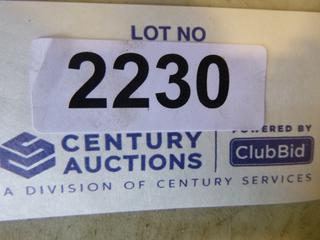 LOT NO
2230
CENTURY AUCTIONS
POWERED BY
ClubBid
A DIVISION OF CENTURY SERVICES